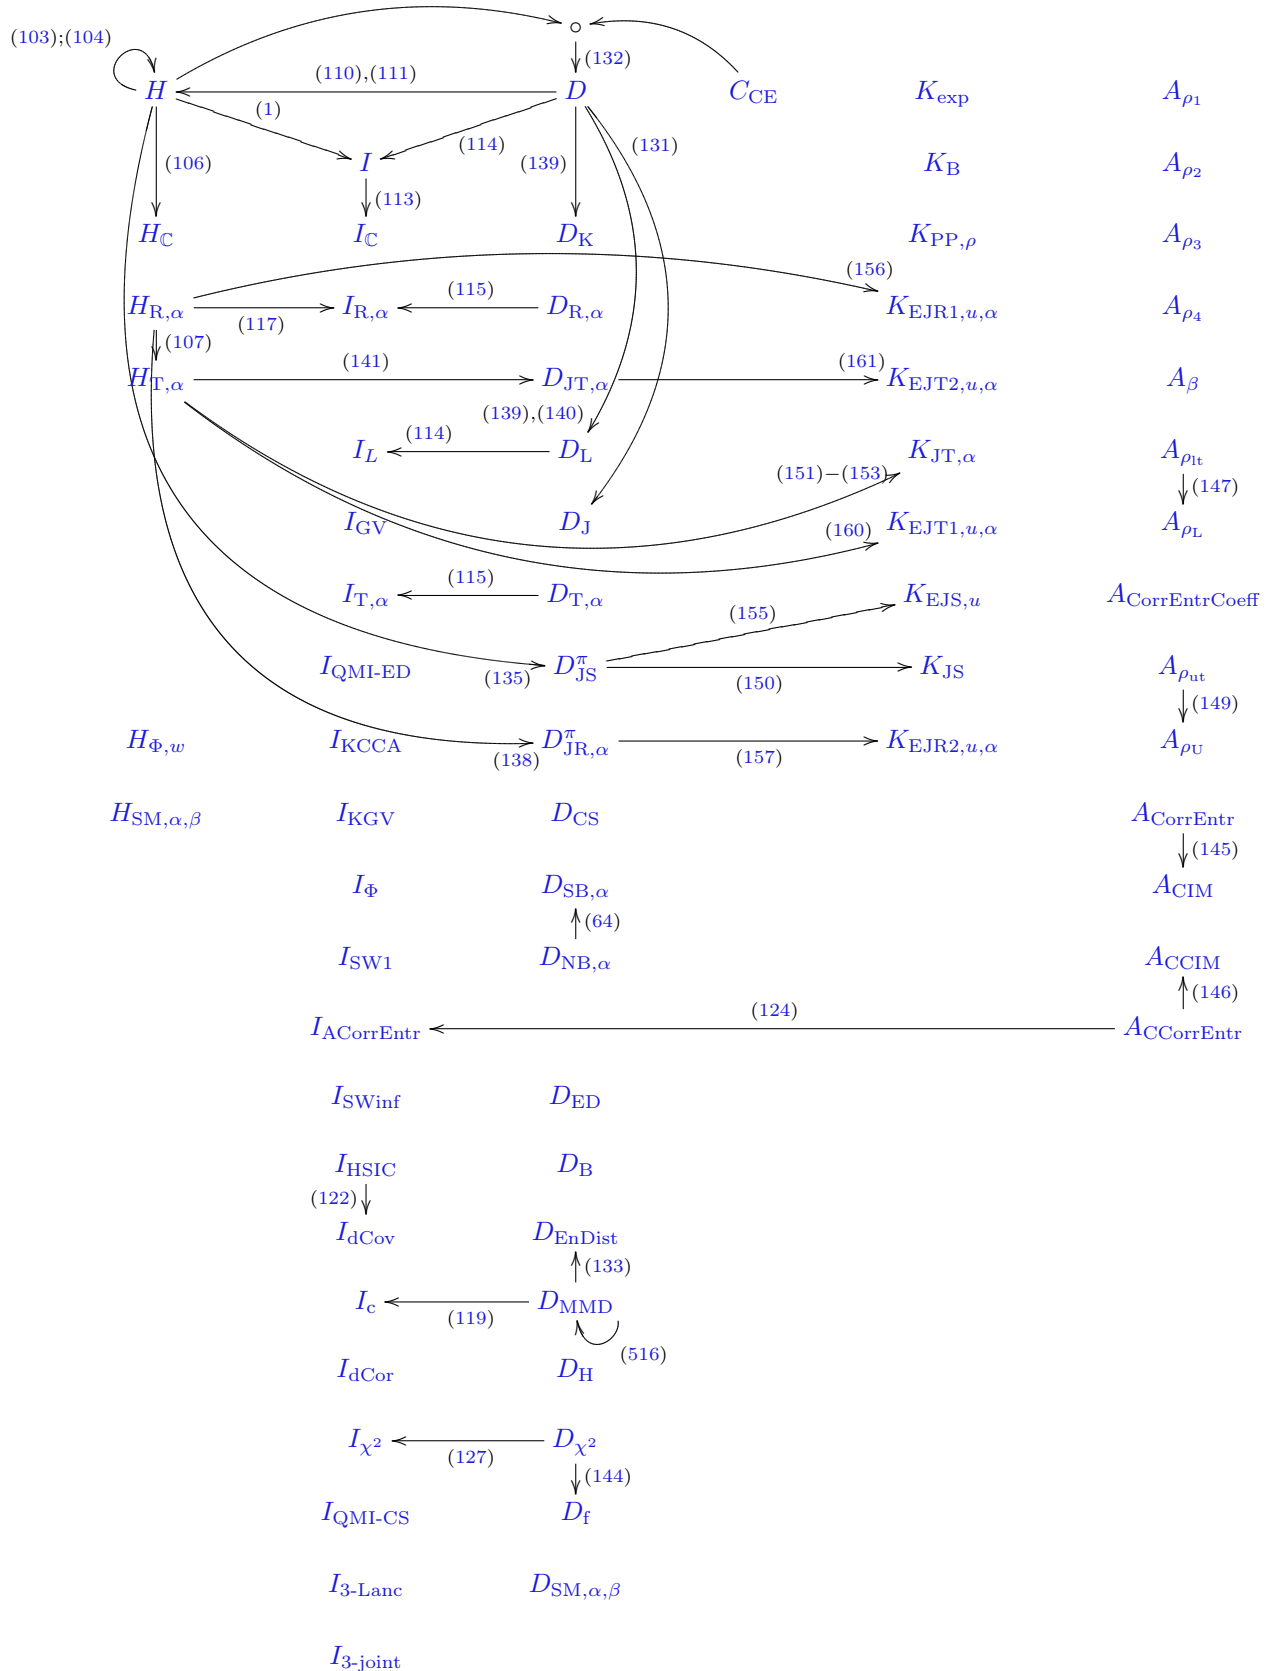 (103);(104)
∘
(132)
(110),(111)
H D C_CE K_exp A_ρ1
(1) (114) (131)
(106) I (139) K_B A_ρ2
(113)
H_ℂ I_ℂ D_K K_PP,ρ A_ρ3
(156)
(115)
H_R,α I_R,α D_R,α K_EJR1,u,α A_ρ4
(117)
(107)
(141) (161)
H_T,α D_JT,α K_EJT2,u,α A_β
(139),(140)
(114)
I_L D_L K_JT,α A_ρlt
(151)−(153) (147)
I_GV D_J (160) K_EJT1,u,α A_ρL
(115)
I_T,α D_T,α K_EJS,u A_CorrEntrCoeff
(155)
I_QMI-ED (135) D^π_JS K_JS A_ρut
(150)
(149)
H_Φ,w I_KCCA D^π_JR,α K_EJR2,u,α A_ρU
(138) (157)
H_SM,α,β I_KGV D_CS A_CorrEntr
(145)
I_Φ D_SB,α A_CIM
(64)
I_SW1 D_NB,α A_CCIM
(146)
(124)
I_ACorrEntr A_CCorrEntr
I_SWinf D_ED
I_HSIC D_B
(122)
I_dCov D_EnDist
(133)
I_c D_MMD
(119)
(516)
I_dCor D_H
I_χ² D_χ²
(127)
(144)
I_QMI-CS D_f
I_3-Lanc D_SM,α,β
I_3-joint